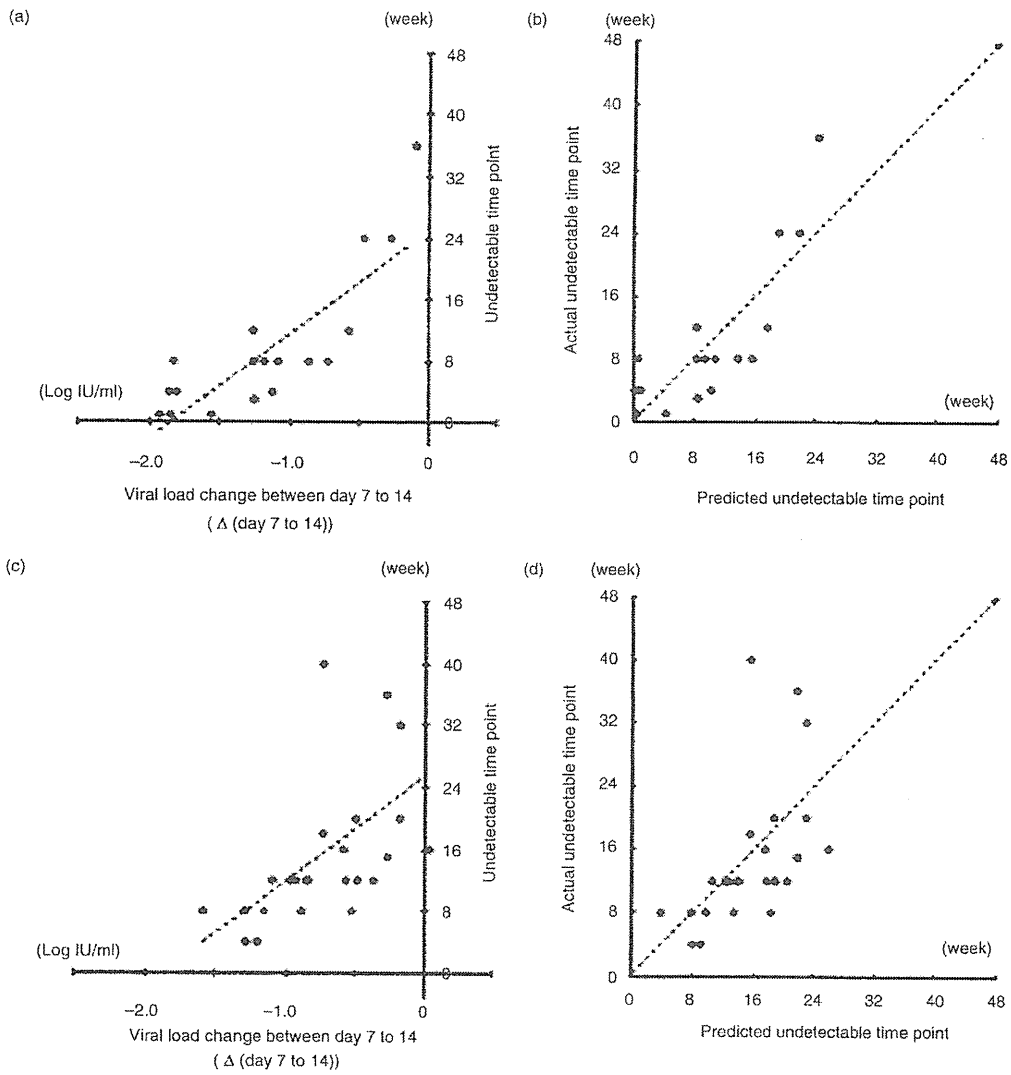 (a)
(week)
48
40
32
24
16
8
0
Undetectable time point
(Log IU/ml)
–2.0 –1.0 0
Viral load change between day 7 to 14
( Δ (day 7 to 14))
(b)
(week)
48
40
32
24
16
8
0
Actual undetectable time point
(week)
0 8 16 24 32 40 48
Predicted undetectable time point
(c)
(week)
48
40
32
24
16
8
0
Undetectable time point
(Log IU/ml)
–2.0 –1.0 0
Viral load change between day 7 to 14
( Δ (day 7 to 14))
(d)
(week)
48
40
32
24
16
8
0
Actual undetectable time point
(week)
0 8 16 24 32 40 48
Predicted undetectable time point